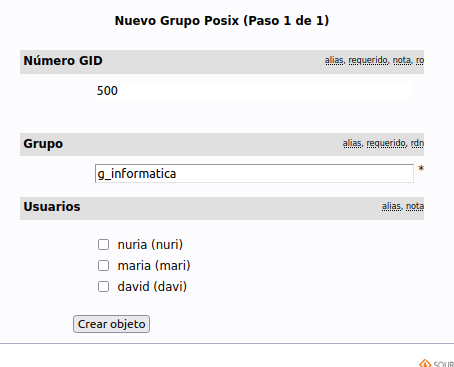 Nuevo Grupo Posix (Paso 1 de 1)
Número GID alias, requerido, nota, ro
500
Grupo alias, requerido, rdn
g_informatica *
Usuarios alias, nota
nuria (nuri)
maria (mari)
david (davi)
Crear objeto
SOUR